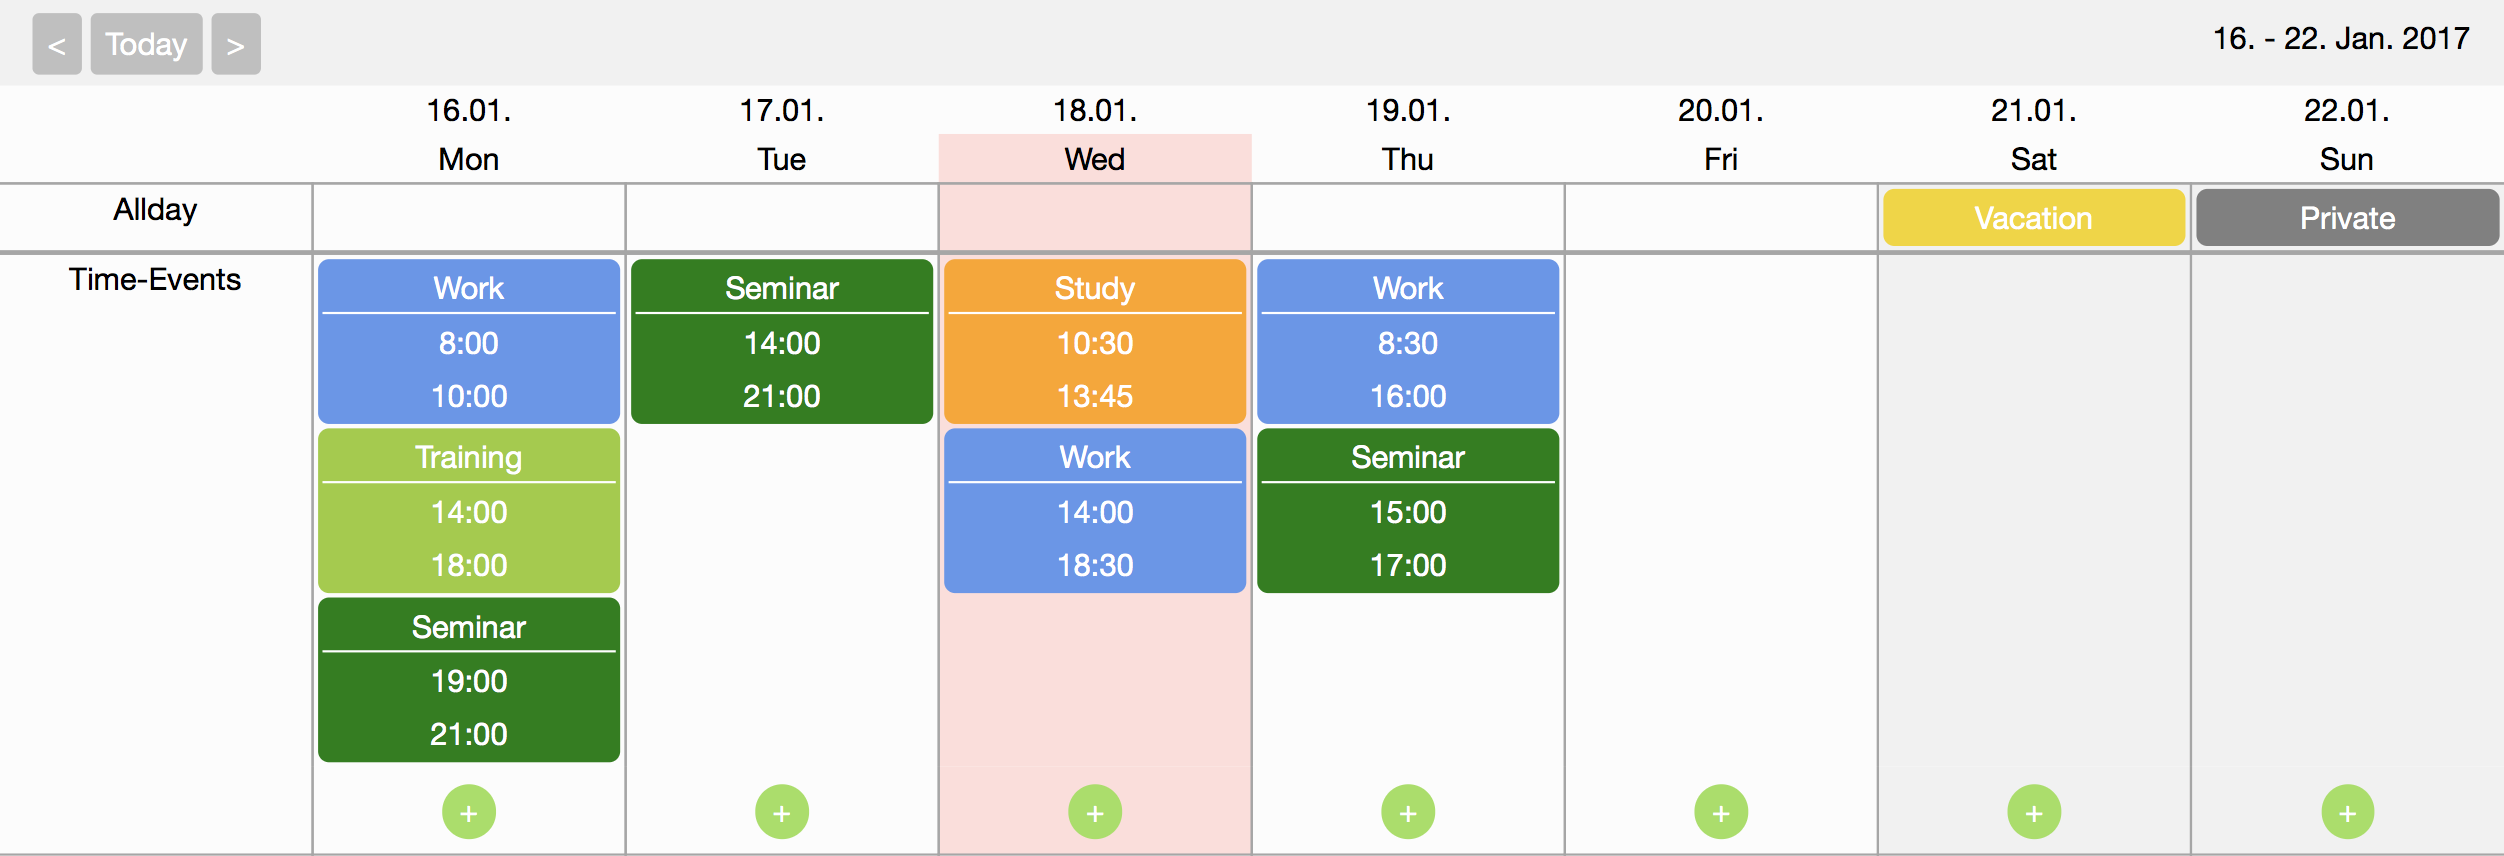 < Today >
16. - 22. Jan. 2017
16.01. 17.01. 18.01. 19.01. 20.01. 21.01. 22.01.
Mon Tue Wed Thu Fri Sat Sun
Allday Vacation Private
Time-Events
Work Seminar Study Work
8:00 14:00 10:30 8:30
10:00 21:00 13:45 16:00
Training Work Seminar
14:00 14:00 15:00
18:00 18:30 17:00
Seminar
19:00
21:00
+ + + + + + +